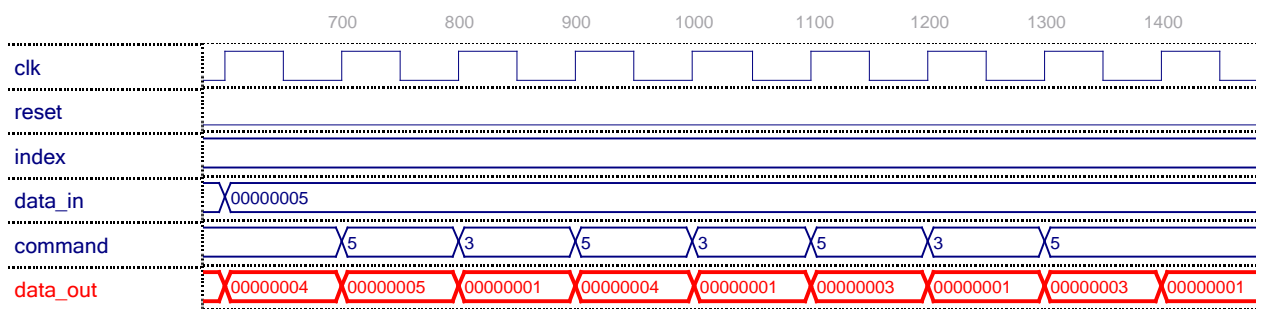 700 800 900 1000 1100 1200 1300 1400
clk
reset
index
data_in 00000005
command 5 3 5 3 5 3 5
data_out 00000004 00000005 00000001 00000004 00000001 00000003 00000001 00000003 00000001